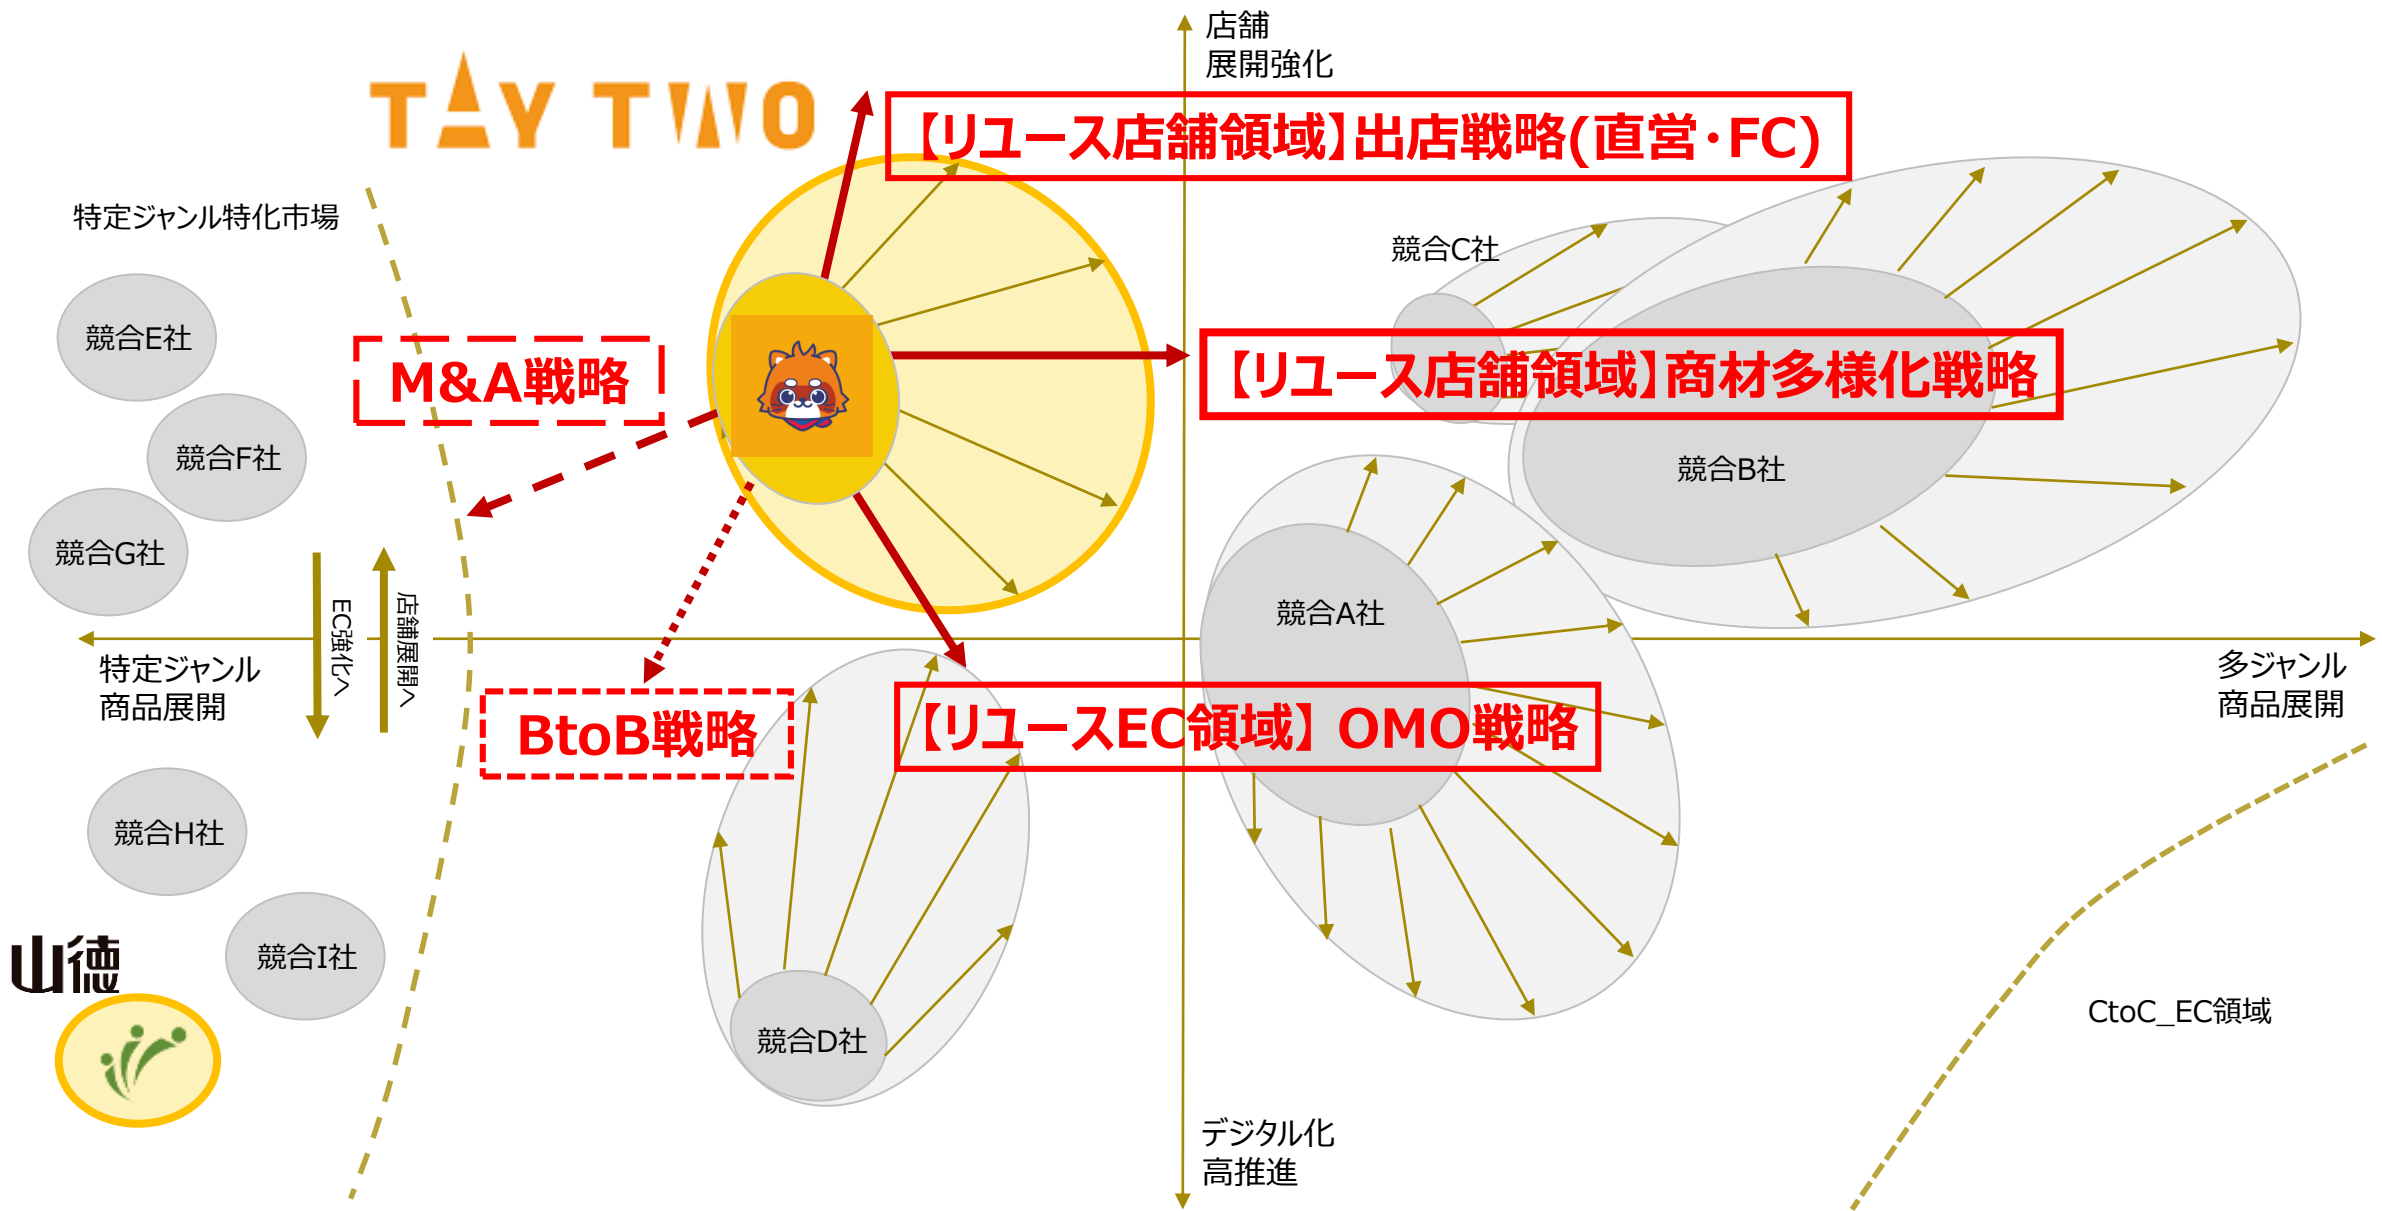 店舗
展開強化
TAY TWO
【リユース店舗領域】出店戦略(直営・FC)
特定ジャンル特化市場
競合C社
競合E社
M&A戦略
【リユース店舗領域】商材多様化戦略
競合F社
競合B社
競合G社
EC強化へ
店舗展開へ
競合A社
特定ジャンル
商品展開
多ジャンル
商品展開
BtoB戦略
【リユースEC領域】 OMO戦略
競合H社
競合I社
山徳
CtoC_EC領域
競合D社
デジタル化
高推進